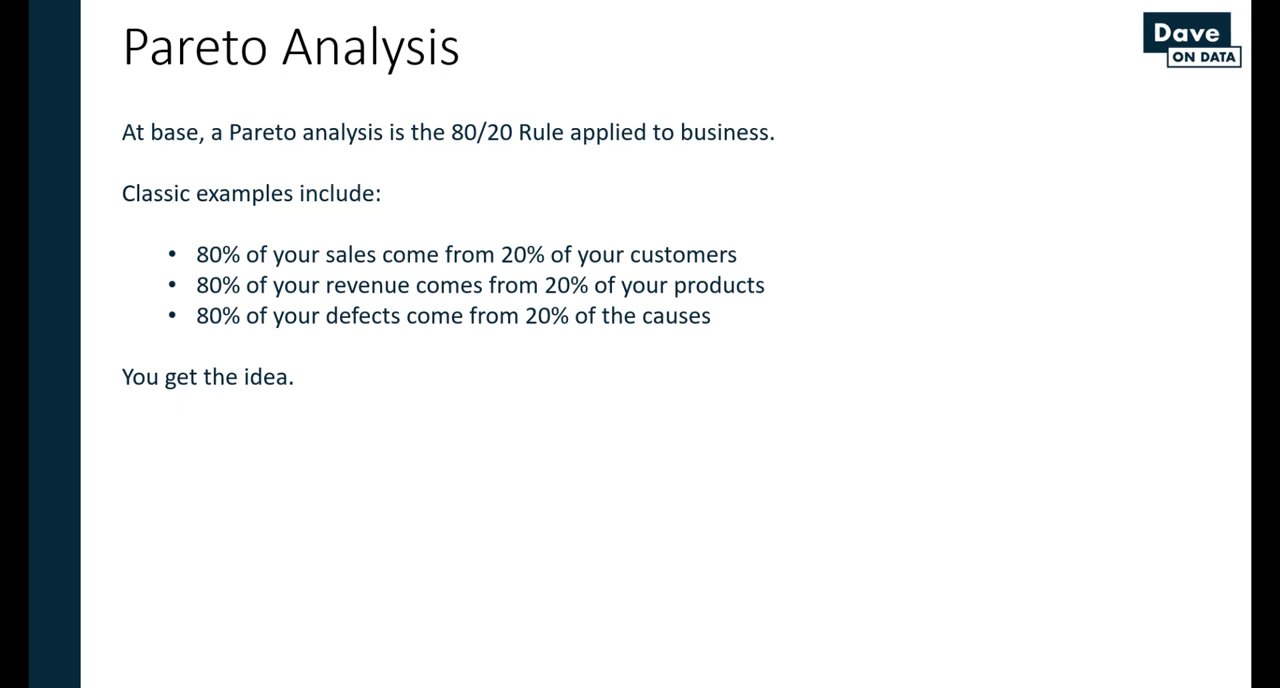 Pareto Analysis
Dave
ON DATA
At base, a Pareto analysis is the 80/20 Rule applied to business.
Classic examples include:
• 80% of your sales come from 20% of your customers
• 80% of your revenue comes from 20% of your products
• 80% of your defects come from 20% of the causes
You get the idea.